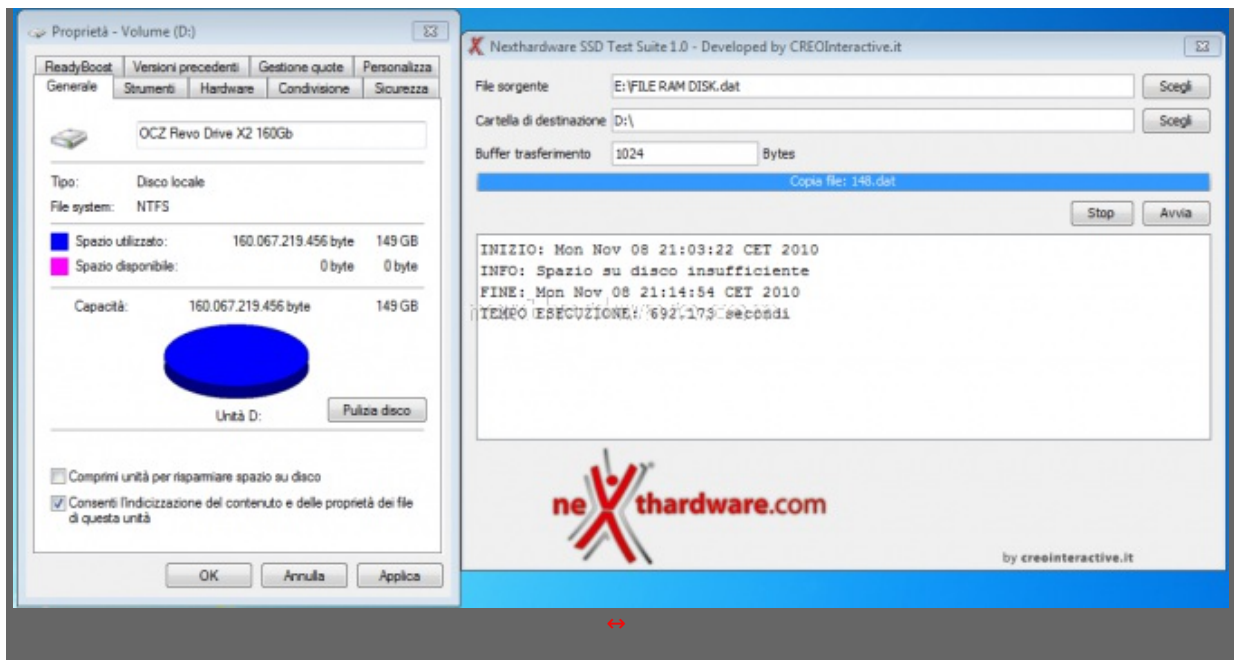 Proprietà - Volume (D:)
ReadyBoost Versioni precedenti Gestione quote Personalizza
Generale Strumenti Hardware Condivisione Sicurezza
OCZ Revo Drive X2 160Gb
Tipo: Disco locale
File system: NTFS
Spazio utilizzato: 160.067.219.456 byte 149 GB
Spazio disponibile: 0 byte 0 byte
Capacità: 160.067.219.456 byte 149 GB
Unità D:
Pulizia disco
Comprimi unità per risparmiare spazio su disco
Consenti l'indicizzazione del contenuto e delle proprietà dei file
di questa unità
OK Annulla Applica
Nexthardware SSD Test Suite 1.0 - Developed by CREOInteractive.it
File sorgente E:\FILE RAM DISK.dat Scegli
Cartella di destinazione D:\ Scegli
Buffer trasferimento 1024 Bytes
Copia file: 148.dat
Stop Avvia
INIZIO: Mon Nov 08 21:03:22 CET 2010
INFO: Spazio su disco insufficiente
FINE: Mon Nov 08 21:14:54 CET 2010
TEMPO ESECUZIONE: 692.173 secondi
nexthardware.com
by creointeractive.it